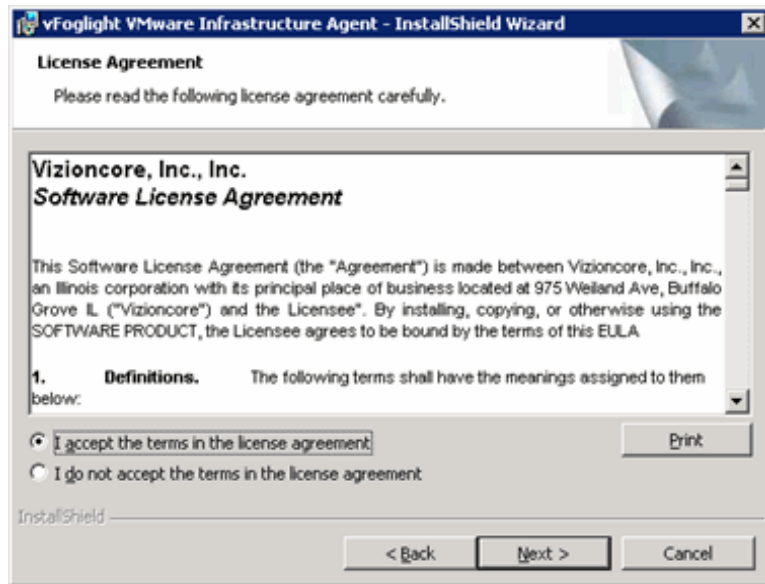 vFoglight VMware Infrastructure Agent - InstallShield Wizard
License Agreement
Please read the following license agreement carefully.
Vizioncore, Inc., Inc.
Software License Agreement
This Software License Agreement (the "Agreement") is made between Vizioncore, Inc., Inc.,
an Illinois corporation with its principal place of business located at 975 Weiland Ave, Buffalo
Grove IL ("Vizioncore") and the Licensee". By installing, copying, or otherwise using the
SOFTWARE PRODUCT, the Licensee agrees to be bound by the terms of this EULA
1. Definitions. The following terms shall have the meanings assigned to them
below:
I accept the terms in the license agreement
Print
I do not accept the terms in the license agreement
InstallShield
< Back Next > Cancel